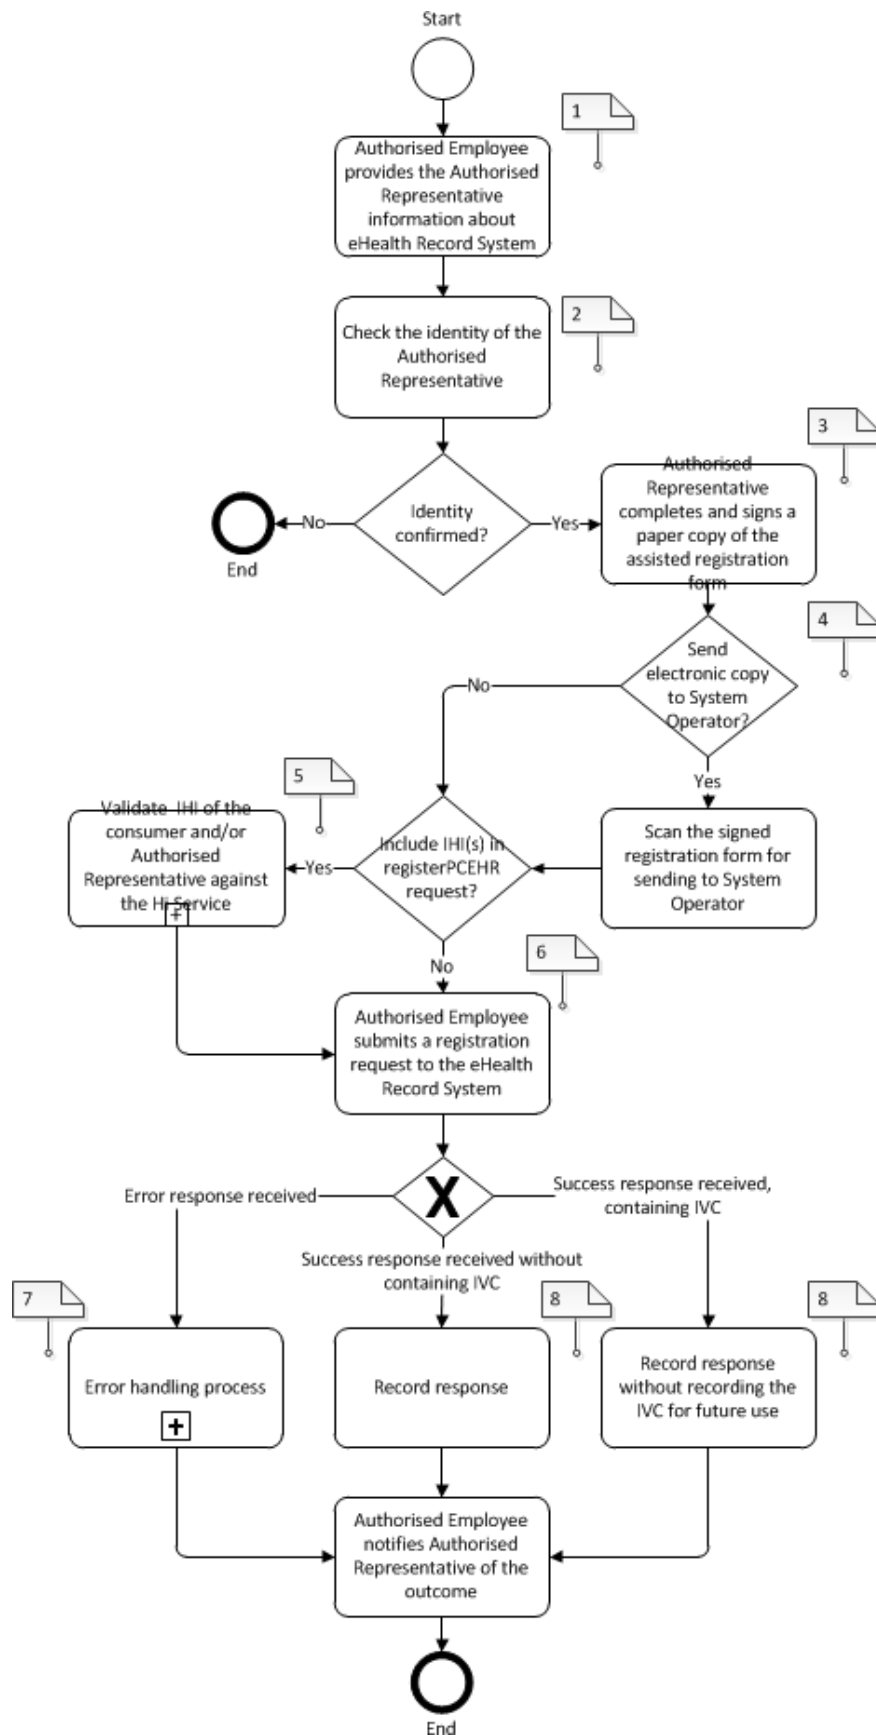 Start
1
Authorised Employee
provides the Authorised
Representative
information about
eHealth Record System
2
Check the identity of the
Authorised
Representative
3
Authorised
Representative
completes and signs a
paper copy of the
assisted registration
form
Identity
confirmed?
No
Yes
End
4
Send
electronic copy
to System
Operator?
No
Yes
5
Validate IHI of the
consumer and/or
Authorised
Representative against
the Hi Service
+
Yes
Include IHI(s) in
registerPCEHR
request?
Scan the signed
registration form for
sending to System
Operator
No
6
Authorised Employee
submits a registration
request to the eHealth
Record System
X
Error response received
Success response received,
containing IVC
Success response received without
containing IVC
7
8
8
Error handling process
+
Record response
Record response
without recording the
IVC for future use
Authorised Employee
notifies Authorised
Representative of the
outcome
End